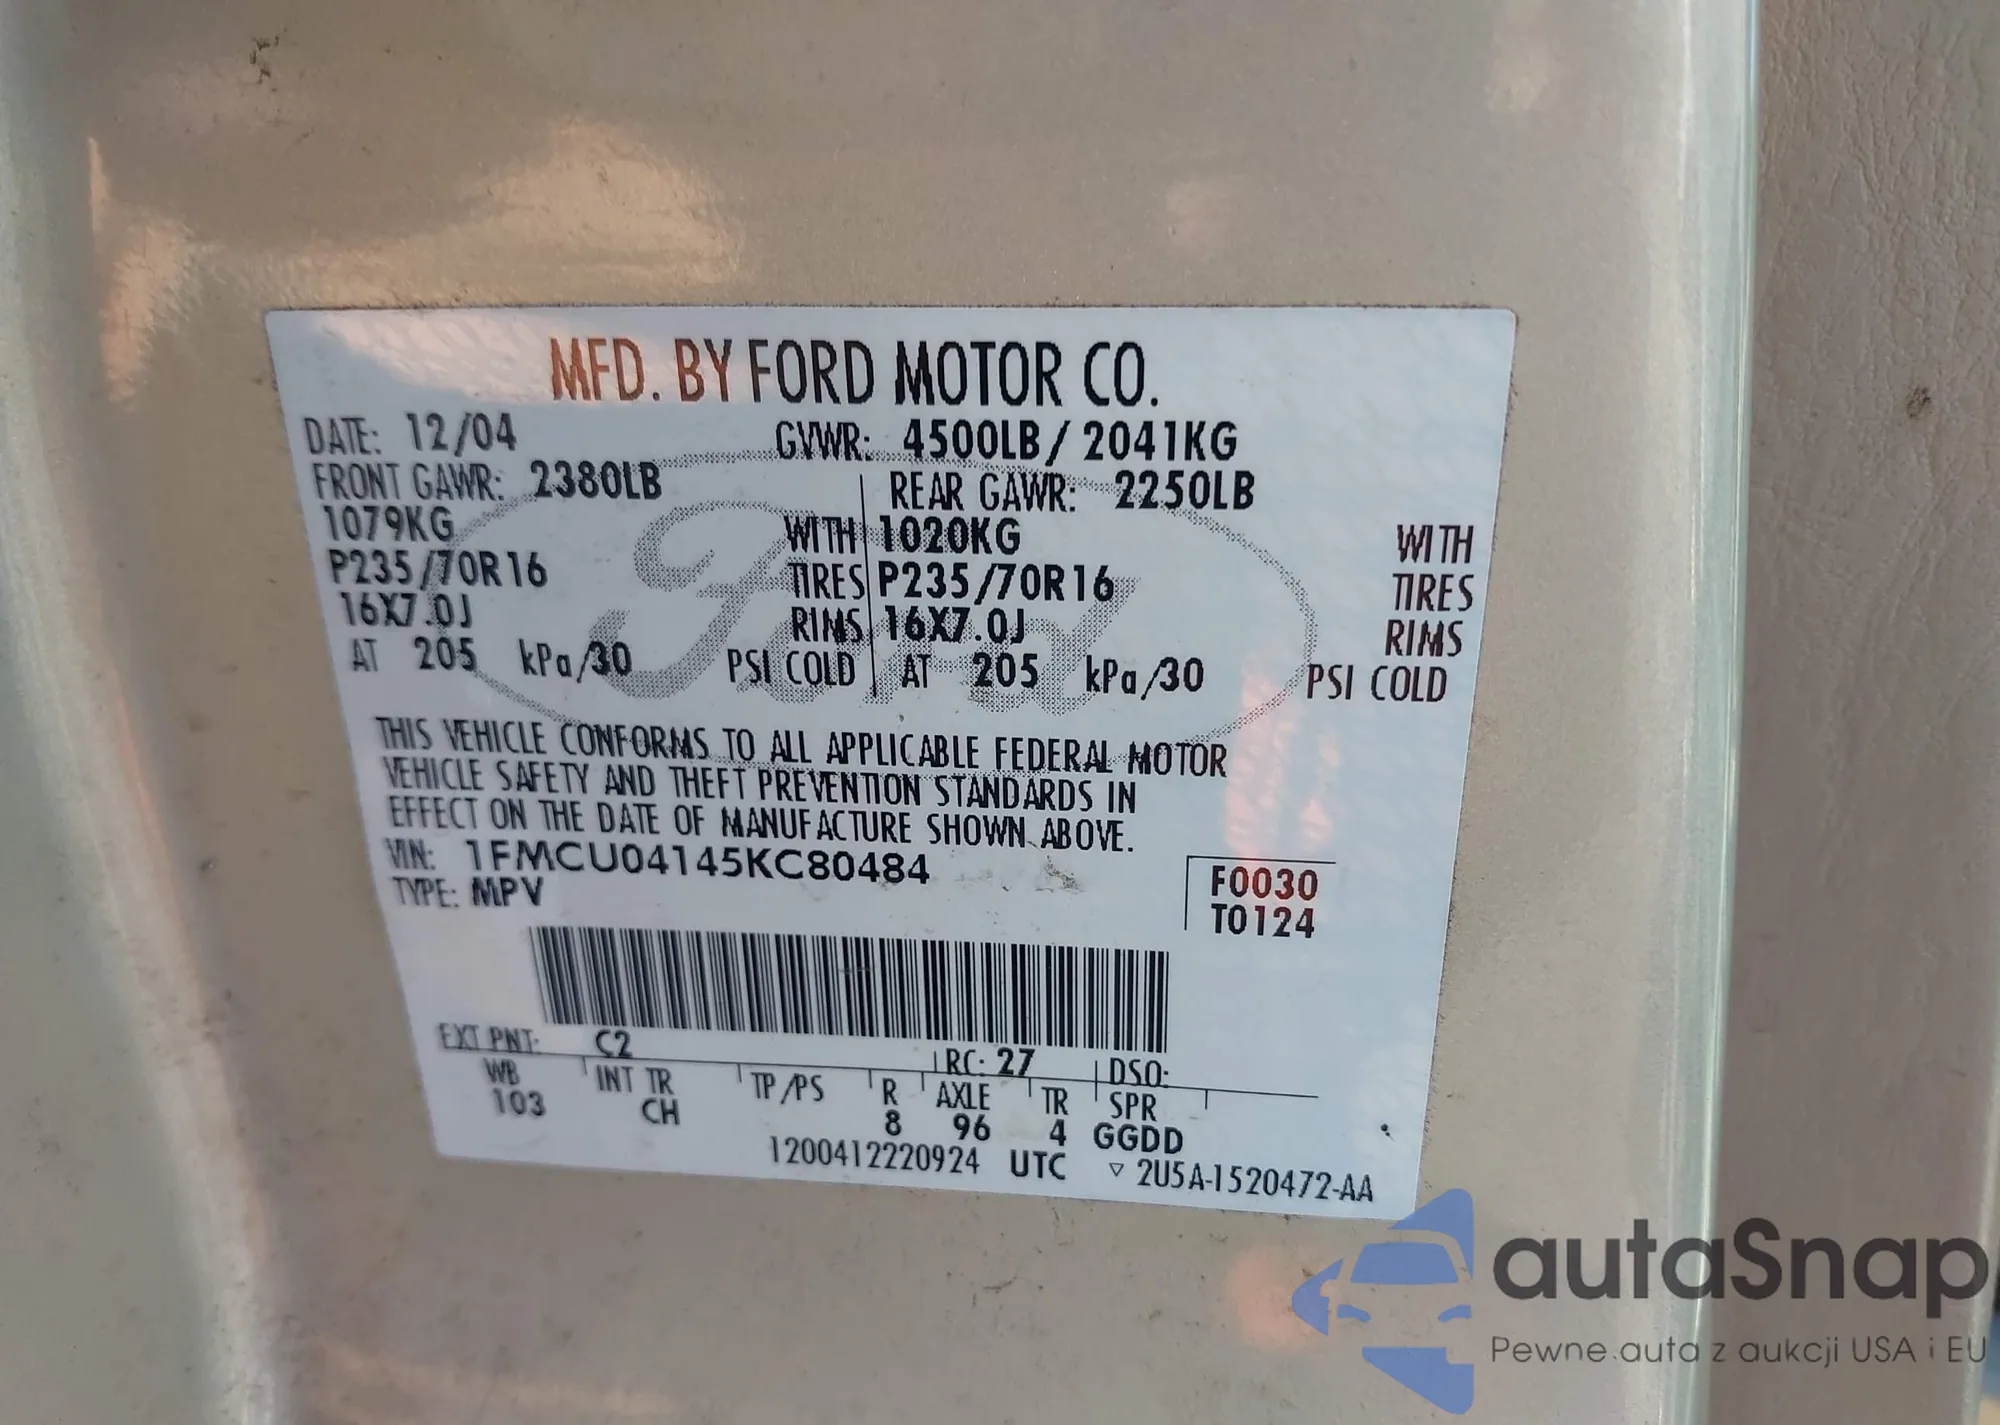 MFD. BY FORD MOTOR CO.
DATE: 12/04 GVWR: 4500LB/ 2041KG
FRONT GAWR: 2380LB REAR GAWR: 2250LB
1079KG WITH 1020KG WITH
P235/70R16 TIRES P235/70R16 TIRES
16X7.0J RIMS 16X7.0J RIMS
AT 205 kPa/30 PSI COLD AT 205 kPa/30 PSI COLD
Ford
THIS VEHICLE CONFORMS TO ALL APPLICABLE FEDERAL MOTOR
VEHICLE SAFETY AND THEFT PREVENTION STANDARDS IN
EFFECT ON THE DATE OF MANUFACTURE SHOWN ABOVE.
VIN: 1FMCU04145KC80484
TYPE: MPV
F0030
T0124
EXT PNT: C2 RC: 27 DSO:
WB INT TR TP/PS R AXLE TR SPR
103 CH 8 96 4 GGDD
1200412220924 UTC ▽ 2U5A-1520472-AA
autaSnap
Pewne auta z aukcji USA i EU